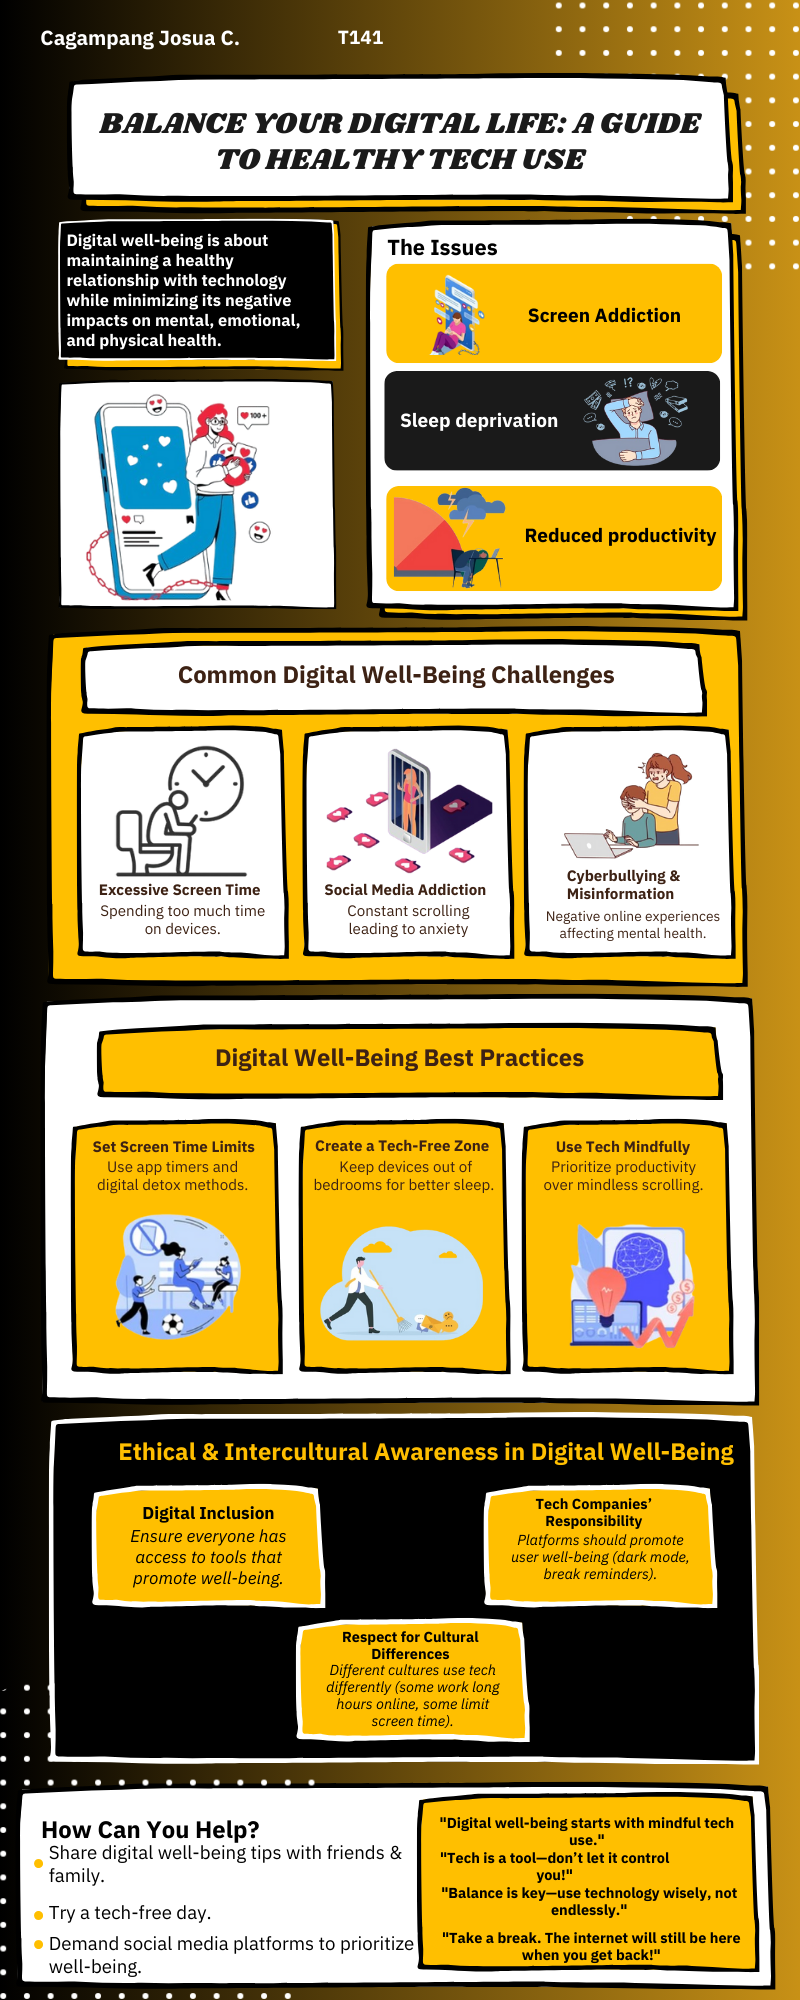 Cagampang Josua C.
T141
BALANCE YOUR DIGITAL LIFE: A GUIDE
TO HEALTHY TECH USE
Digital well-being is about
maintaining a healthy
relationship with technology
while minimizing its negative
impacts on mental, emotional,
and physical health.
100+
The Issues
Screen Addiction
Sleep deprivation
Reduced productivity
Common Digital Well-Being Challenges
Excessive Screen Time
Spending too much time
on devices.
Social Media Addiction
Constant scrolling
leading to anxiety
Cyberbullying &
Misinformation
Negative online experiences
affecting mental health.
Digital Well-Being Best Practices
Set Screen Time Limits
Use app timers and
digital detox methods.
Create a Tech-Free Zone
Keep devices out of
bedrooms for better sleep.
Use Tech Mindfully
Prioritize productivity
over mindless scrolling.
Ethical & Intercultural Awareness in Digital Well-Being
Digital Inclusion
Ensure everyone has
access to tools that
promote well-being.
Tech Companies’
Responsibility
Platforms should promote
user well-being (dark mode,
break reminders).
Respect for Cultural
Differences
Different cultures use tech
differently (some work long
hours online, some limit
screen time).
How Can You Help?
Share digital well-being tips with friends &
family.
Try a tech-free day.
Demand social media platforms to prioritize
well-being.
"Digital well-being starts with mindful tech
use."
"Tech is a tool—don’t let it control
you!"
"Balance is key—use technology wisely, not
endlessly."
"Take a break. The internet will still be here
when you get back!"